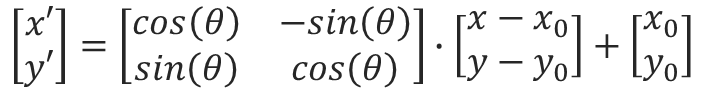 [x′ y′] = [cos(θ) −sin(θ) sin(θ) cos(θ)] · [x − x₀ y − y₀] + [x₀ y₀]